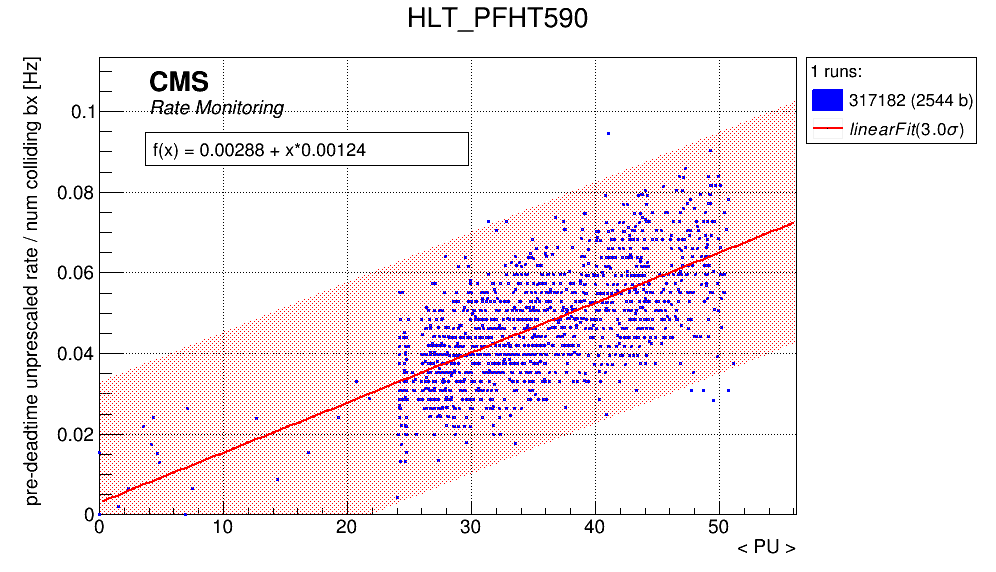 HLT_PFHT590
pre-deadtime unprescaled rate / num colliding bx [Hz]
CMS
Rate Monitoring
f(x) = 0.00288 + x*0.00124
0.1
0.08
0.06
0.04
0.02
0
0 10 20 30 40 50
< PU >
1 runs:
317182 (2544 b)
linearFit(3.0σ)